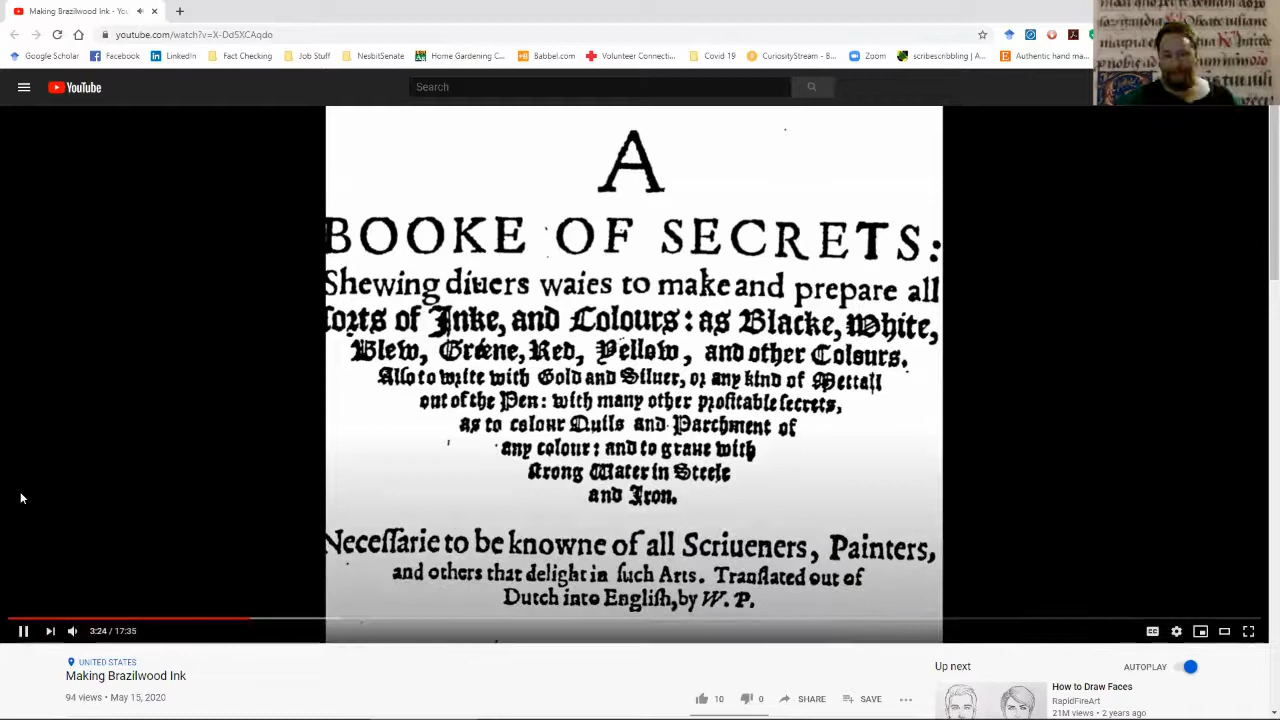 Making Brazilwood Ink - You
youtube.com/watch?v=X-Dd5XCAqdo
Google Scholar
Facebook
LinkedIn
Fact Checking
Job Stuff
NesbitSenate
Home Gardening C...
Babbel.com
Volunteer Connecti...
Covid 19
CuriosityStream - B...
Zoom
scribescribbling | A...
Authentic hand ma...
YouTube
Search
A
BOOKE OF SECRETS:
Shewing diuers waies to make and prepare all
ſorts of Inke, and Colours: as Blacke, White,
Blew, Greene, Red, Yellow, and other Colours.
Alſo to write with Gold and Siluer, or any kind of Mettall
out of the Pen: with many other profitable ſecrets,
as to colour Quils and Parchment of
any colour: and to graue with
ſtrong Water in Steele
and Iron.
Neceſſarie to be knowne of all Scriueners, Painters,
and others that delight in ſuch Arts. Tranſlated out of
Dutch into Engliſh, by W. P.
3:24 / 17:35
CC
UNITED STATES
Making Brazilwood Ink
94 views • May 15, 2020
10
0
SHARE
SAVE
Up next
AUTOPLAY
How to Draw Faces
RapidFireArt
21M views • 2 years ago